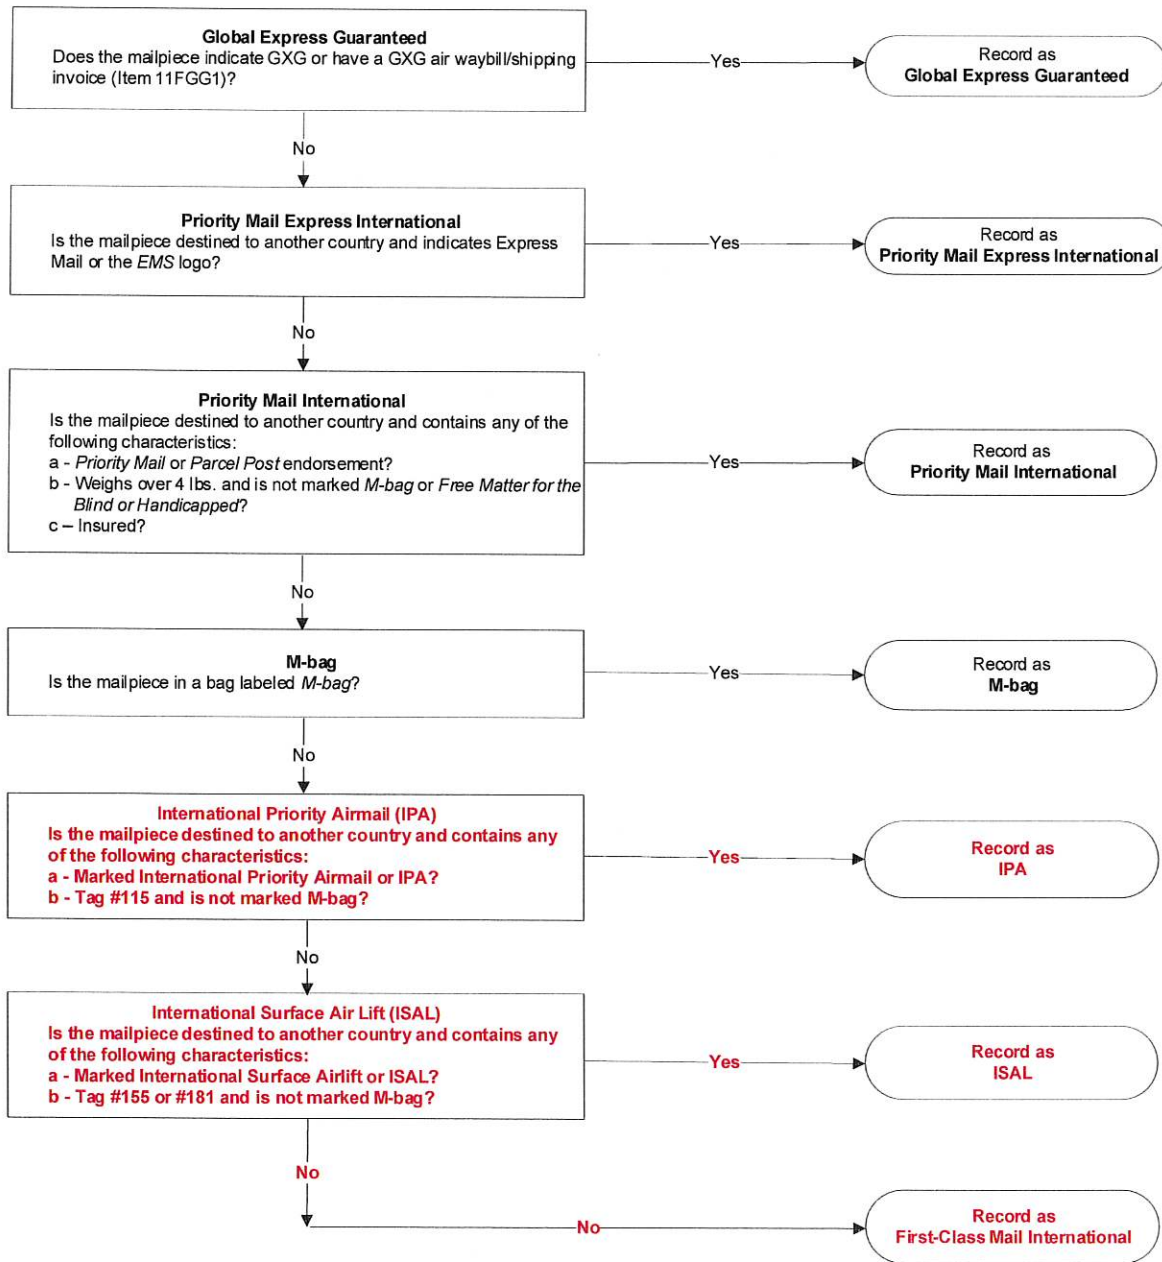 Global Express Guaranteed
Does the mailpiece indicate GXG or have a GXG air waybill/shipping
invoice (Item 11FGG1)?
Yes
Record as
Global Express Guaranteed
No
Priority Mail Express International
Is the mailpiece destined to another country and indicates Express
Mail or the EMS logo?
Yes
Record as
Priority Mail Express International
No
Priority Mail International
Is the mailpiece destined to another country and contains any of the
following characteristics:
a - Priority Mail or Parcel Post endorsement?
b - Weighs over 4 lbs. and is not marked M-bag or Free Matter for the
Blind or Handicapped?
c – Insured?
Yes
Record as
Priority Mail International
No
M-bag
Is the mailpiece in a bag labeled M-bag?
Yes
Record as
M-bag
No
International Priority Airmail (IPA)
Is the mailpiece destined to another country and contains any
of the following characteristics:
a - Marked International Priority Airmail or IPA?
b - Tag #115 and is not marked M-bag?
Yes
Record as
IPA
No
International Surface Air Lift (ISAL)
Is the mailpiece destined to another country and contains any
of the following characteristics:
a - Marked International Surface Airlift or ISAL?
b - Tag #155 or #181 and is not marked M-bag?
Yes
Record as
ISAL
No
No
Record as
First-Class Mail International